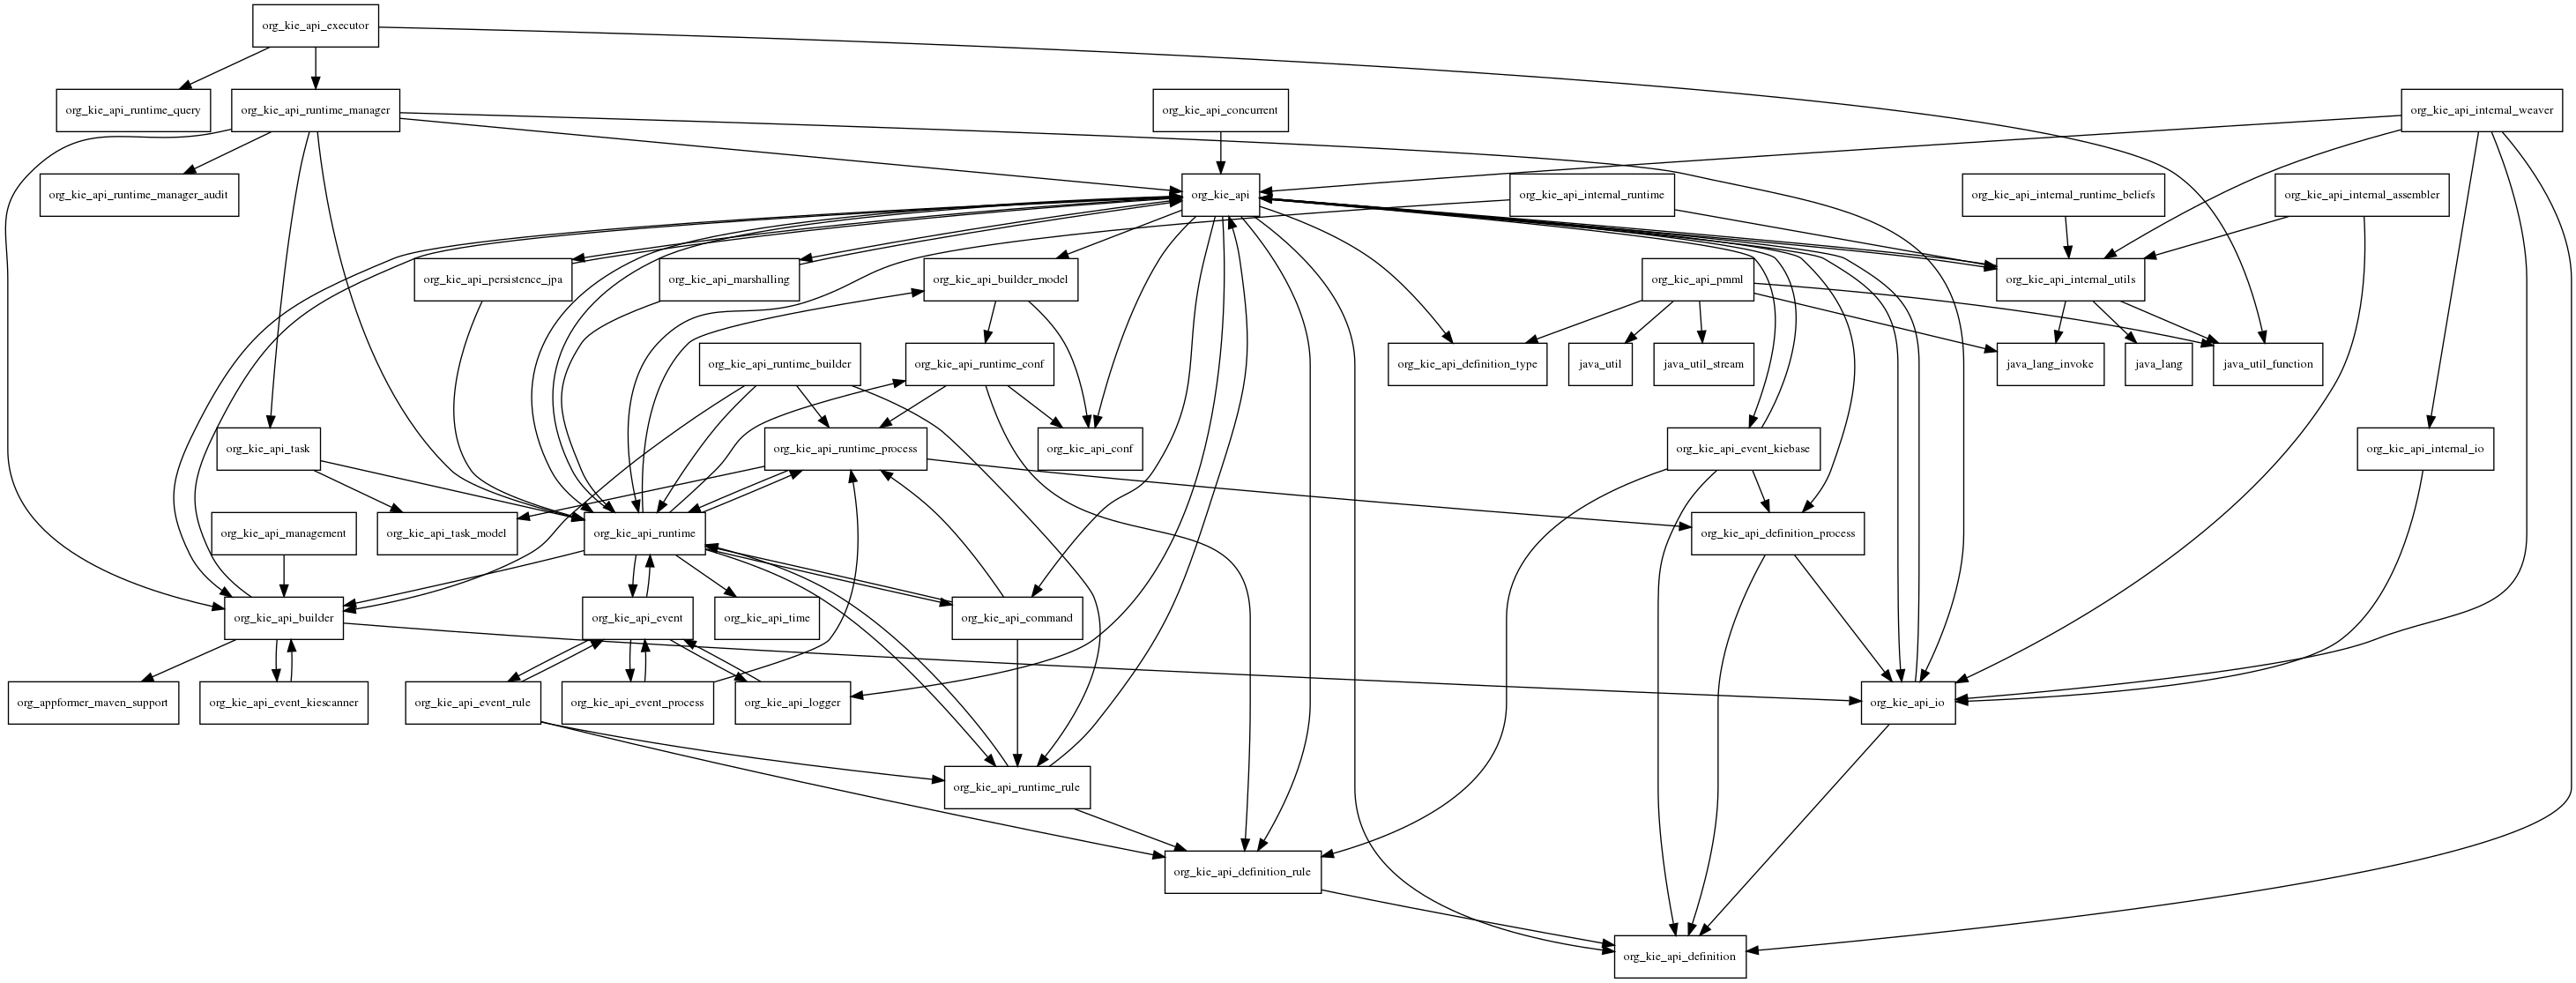 org_kie_api_executor
org_kie_api_runtime_query
org_kie_api_runtime_manager
org_kie_api_concurrent
org_kie_api_internal_weaver
org_kie_api_runtime_manager_audit
org_kie_api
org_kie_api_internal_runtime
org_kie_api_internal_runtime_beliefs
org_kie_api_internal_assembler
org_kie_api_persistence_jpa
org_kie_api_marshalling
org_kie_api_builder_model
org_kie_api_pmml
org_kie_api_internal_utils
org_kie_api_runtime_builder
org_kie_api_runtime_conf
org_kie_api_definition_type
java_util
java_util_stream
java_lang_invoke
java_lang
java_util_function
org_kie_api_task
org_kie_api_runtime_process
org_kie_api_conf
org_kie_api_event_kiebase
org_kie_api_internal_io
org_kie_api_management
org_kie_api_task_model
org_kie_api_runtime
org_kie_api_definition_process
org_kie_api_builder
org_kie_api_event
org_kie_api_time
org_kie_api_command
org_appformer_maven_support
org_kie_api_event_kiescanner
org_kie_api_event_rule
org_kie_api_event_process
org_kie_api_logger
org_kie_api_io
org_kie_api_runtime_rule
org_kie_api_definition_rule
org_kie_api_definition